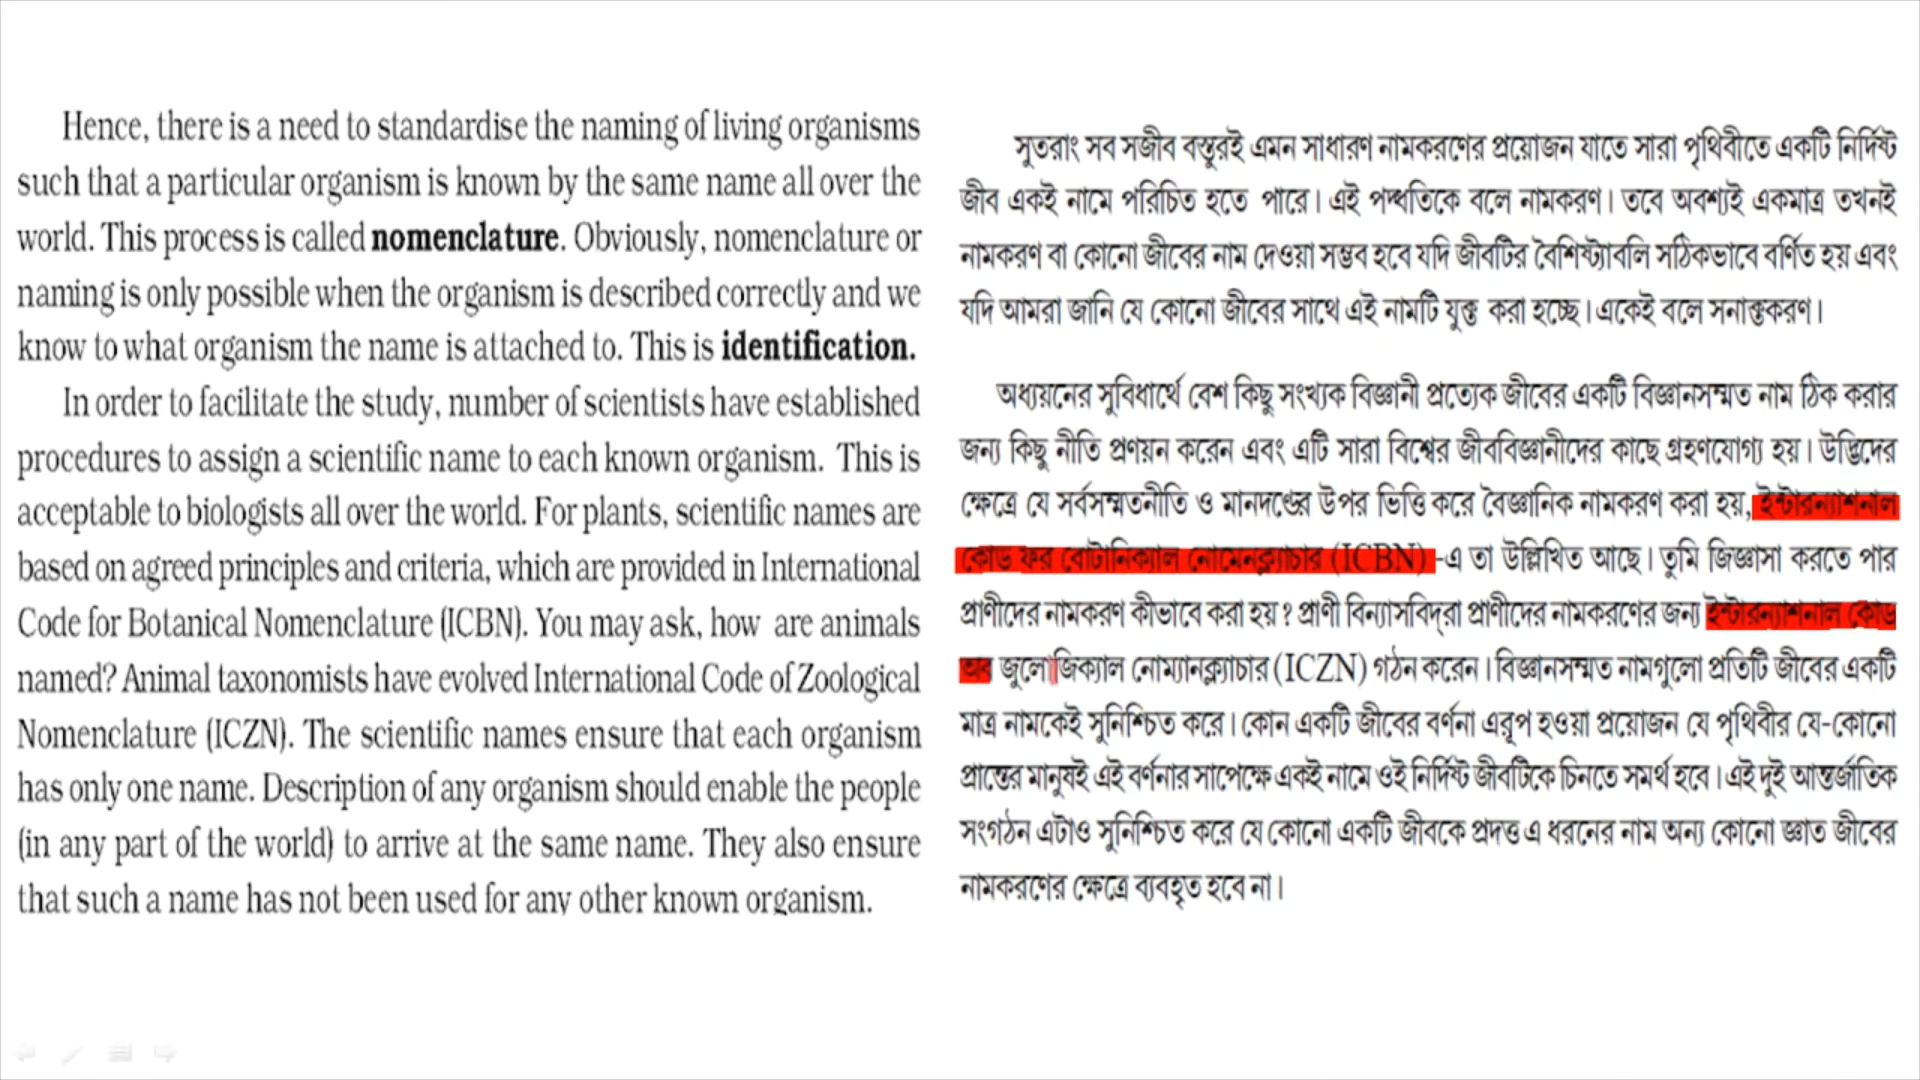 Hence, there is a need to standardise the naming of living organisms
such that a particular organism is known by the same name all over the
world. This process is called nomenclature. Obviously, nomenclature or
naming is only possible when the organism is described correctly and we
know to what organism the name is attached to. This is identification.
In order to facilitate the study, number of scientists have established
procedures to assign a scientific name to each known organism. This is
acceptable to biologists all over the world. For plants, scientific names are
based on agreed principles and criteria, which are provided in International
Code for Botanical Nomenclature (ICBN). You may ask, how are animals
named? Animal taxonomists have evolved International Code of Zoological
Nomenclature (ICZN). The scientific names ensure that each organism
has only one name. Description of any organism should enable the people
(in any part of the world) to arrive at the same name. They also ensure
that such a name has not been used for any other known organism.
সুতরাং সব সজীব বস্তুরই এমন সাধারণ নামকরণের প্রয়োজন যাতে সারা পৃথিবীতে একটি নির্দিষ্ট
জীব একই নামে পরিচিত হতে পারে। এই পদ্ধতিকে বলে নামকরণ। তবে অবশ্যই একমাত্র তখনই
নামকরণ বা কোনো জীবের নাম দেওয়া সম্ভব হবে যদি জীবটির বৈশিষ্ট্যাবলি সঠিকভাবে বর্ণিত হয় এবং
যদি আমরা জানি যে কোনো জীবের সাথে এই নামটি যুক্ত করা হচ্ছে। একেই বলে সনাক্তকরণ।
অধ্যয়নের সুবিধার্থে বেশ কিছু সংখ্যক বিজ্ঞানী প্রত্যেক জীবের একটি বিজ্ঞানসম্মত নাম ঠিক করার
জন্য কিছু নীতি প্রণয়ন করেন এবং এটি সারা বিশ্বের জীববিজ্ঞানীদের কাছে গ্রহণযোগ্য হয়। উদ্ভিদের
ক্ষেত্রে যে সর্বসম্মতনীতি ও মানদণ্ডের উপর ভিত্তি করে বৈজ্ঞানিক নামকরণ করা হয়, ইন্টারন্যাশনাল
কোড ফর বোটানিক্যাল নোমেনক্ল্যাচার (ICBN) -এ তা উল্লিখিত আছে। তুমি জিজ্ঞাসা করতে পার
প্রাণীদের নামকরণ কীভাবে করা হয় ? প্রাণী বিন্যাসবিদ্‌রা প্রাণীদের নামকরণের জন্য ইন্টারন্যাশনাল কোড
অব জুলোজিক্যাল নোম্যানক্ল্যাচার (ICZN) গঠন করেন। বিজ্ঞানসম্মত নামগুলো প্রতিটি জীবের একটি
মাত্র নামকেই সুনিশ্চিত করে। কোন একটি জীবের বর্ণনা এরূপ হওয়া প্রয়োজন যে পৃথিবীর যে-কোনো
প্রান্তের মানুষই এই বর্ণনার সাপেক্ষে একই নামে ওই নির্দিষ্ট জীবটিকে চিনতে সমর্থ হবে। এই দুই আন্তর্জাতিক
সংগঠন এটাও সুনিশ্চিত করে যে কোনো একটি জীবকে প্রদত্ত এ ধরনের নাম অন্য কোনো জ্ঞাত জীবের
নামকরণের ক্ষেত্রে ব্যবহৃত হবে না।